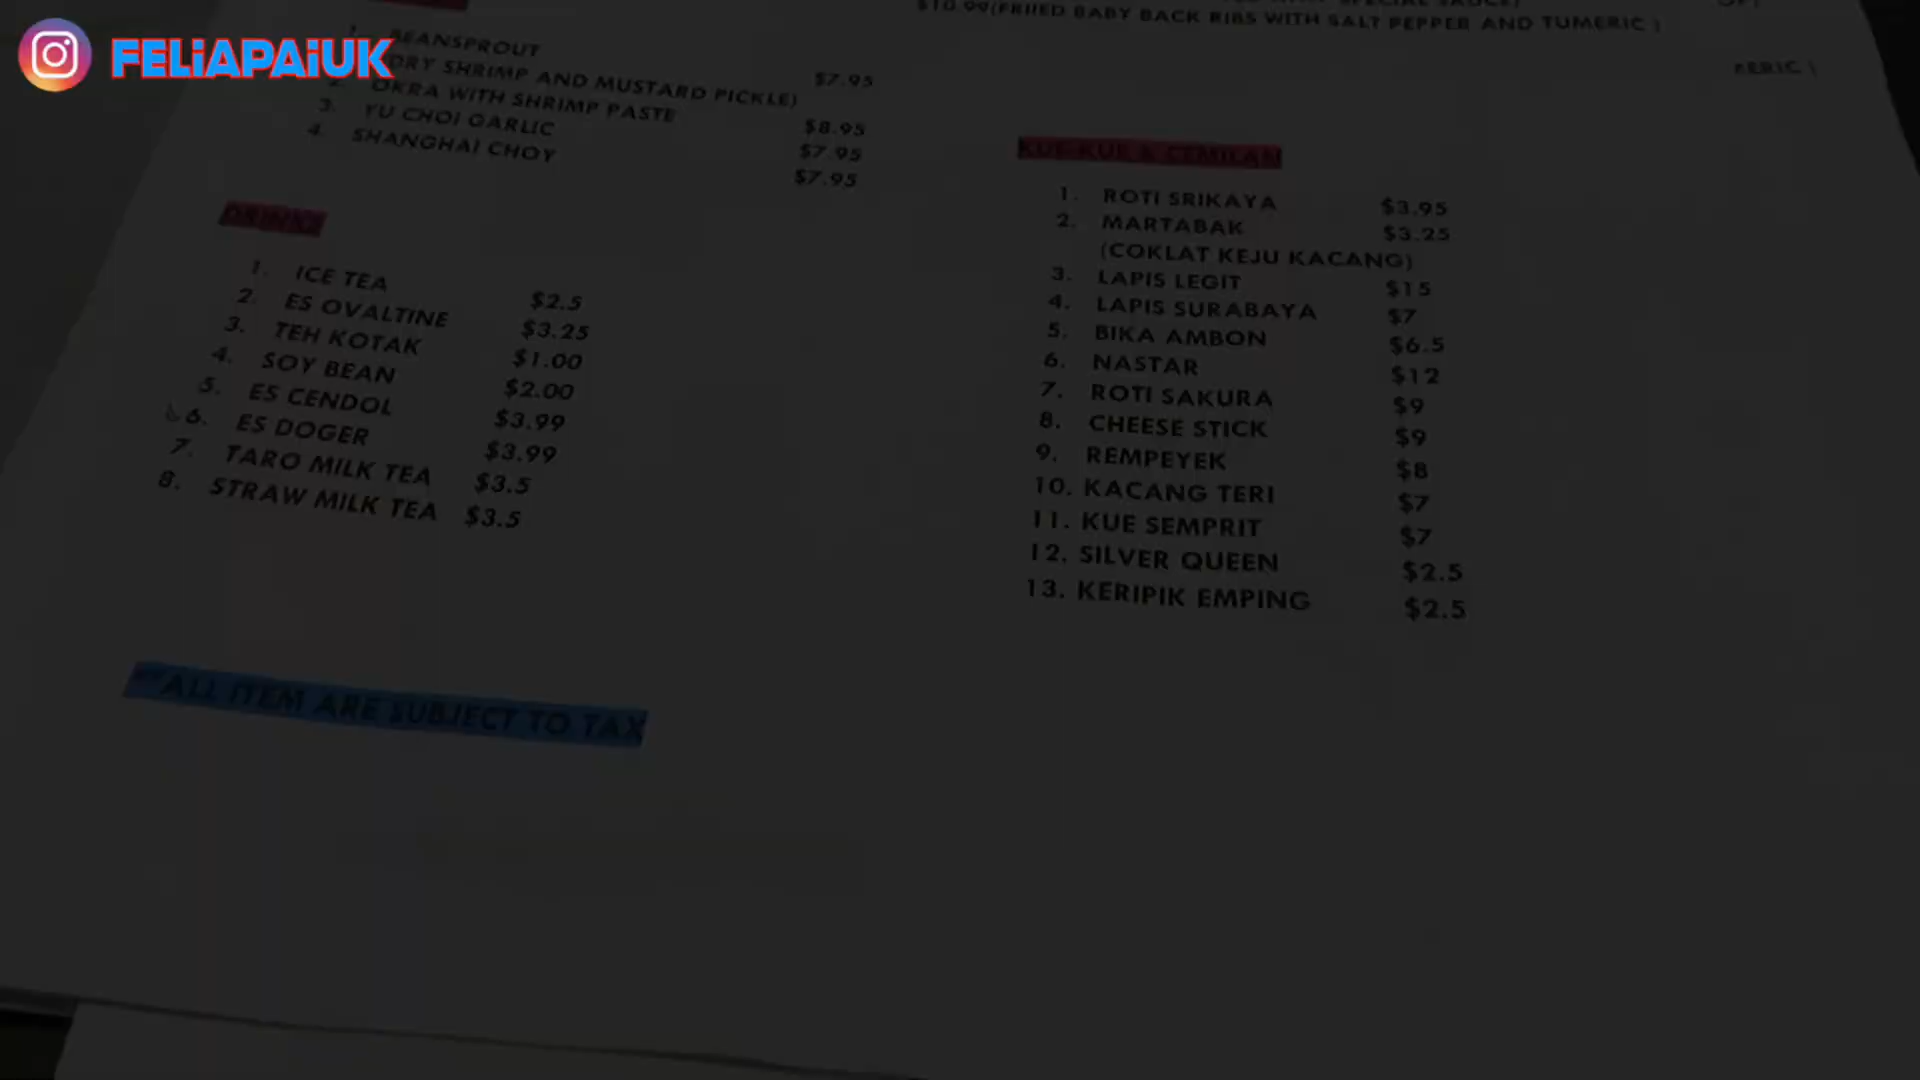 FELiAPAiUK
$10.99(FRIED BABY BACK RIBS WITH SALT PEPPER AND TUMERIC )
1. BEANSPROUT $7.95
DRY SHRIMP AND MUSTARD PICKLE)
2. OKRA WITH SHRIMP PASTE $8.95
3. YU CHOI GARLIC $7.95
4. SHANGHAI CHOY $7.95
DRINKS
1. ICE TEA $2.5
2. ES OVALTINE $3.25
3. TEH KOTAK $1.00
4. SOY BEAN $2.00
5. ES CENDOL $3.99
6. ES DOGER $3.99
7. TARO MILK TEA $3.5
8. STRAW MILK TEA $3.5
**ALL ITEM ARE SUBJECT TO TAX
KUE-KUE & CEMILAN
1. ROTI SRIKAYA $3.95
2. MARTABAK $3.25
(COKLAT KEJU KACANG)
3. LAPIS LEGIT $15
4. LAPIS SURABAYA $7
5. BIKA AMBON $6.5
6. NASTAR $12
7. ROTI SAKURA $9
8. CHEESE STICK $9
9. REMPEYEK $8
10. KACANG TERI $7
11. KUE SEMPRIT $7
12. SILVER QUEEN $2.5
13. KERIPIK EMPING $2.5